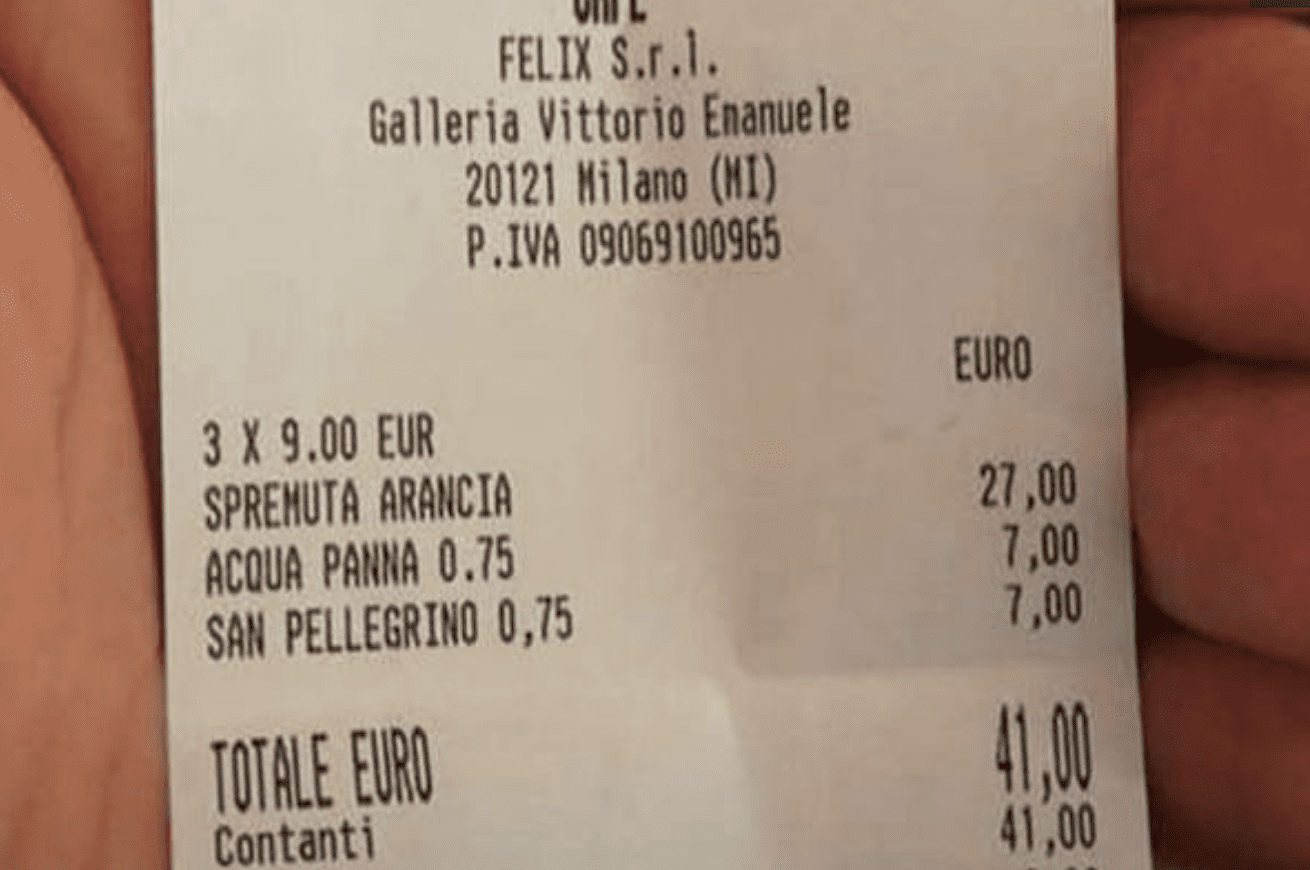 FELIX S.r.l.
Galleria Vittorio Emanuele
20121 Milano (MI)
P.IVA 09069100965
EURO
3 X 9.00 EUR
SPREMUTA ARANCIA 27,00
ACQUA PANNA 0.75 7,00
SAN PELLEGRINO 0,75 7,00
TOTALE EURO 41,00
Contanti 41,00